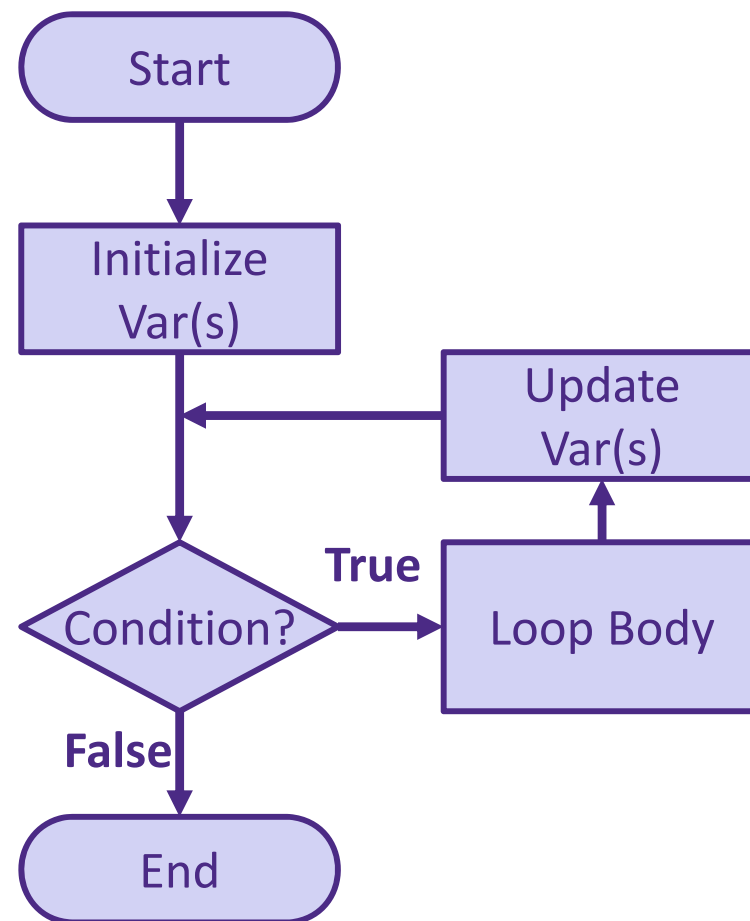 Start
Initialize
Var(s)
Update
Var(s)
Condition?
True
Loop Body
False
End